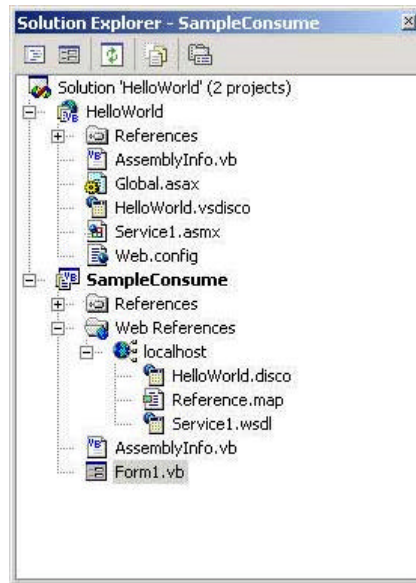 Solution Explorer - SampleConsume
Solution 'HelloWorld' (2 projects)
HelloWorld
References
AssemblyInfo.vb
Global.asax
HelloWorld.vsdisco
Service1.asmx
Web.config
SampleConsume
References
Web References
localhost
HelloWorld.disco
Reference.map
Service1.wsdl
AssemblyInfo.vb
Form1.vb